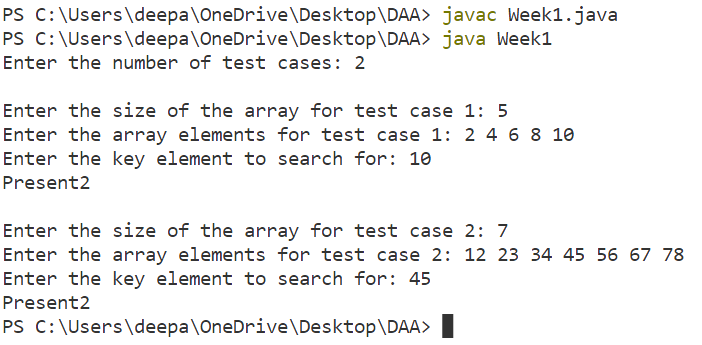 PS C:\Users\deepa\OneDrive\Desktop\DAA> javac Week1.java
PS C:\Users\deepa\OneDrive\Desktop\DAA> java Week1
Enter the number of test cases: 2
Enter the size of the array for test case 1: 5
Enter the array elements for test case 1: 2 4 6 8 10
Enter the key element to search for: 10
Present2
Enter the size of the array for test case 2: 7
Enter the array elements for test case 2: 12 23 34 45 56 67 78
Enter the key element to search for: 45
Present2
PS C:\Users\deepa\OneDrive\Desktop\DAA>